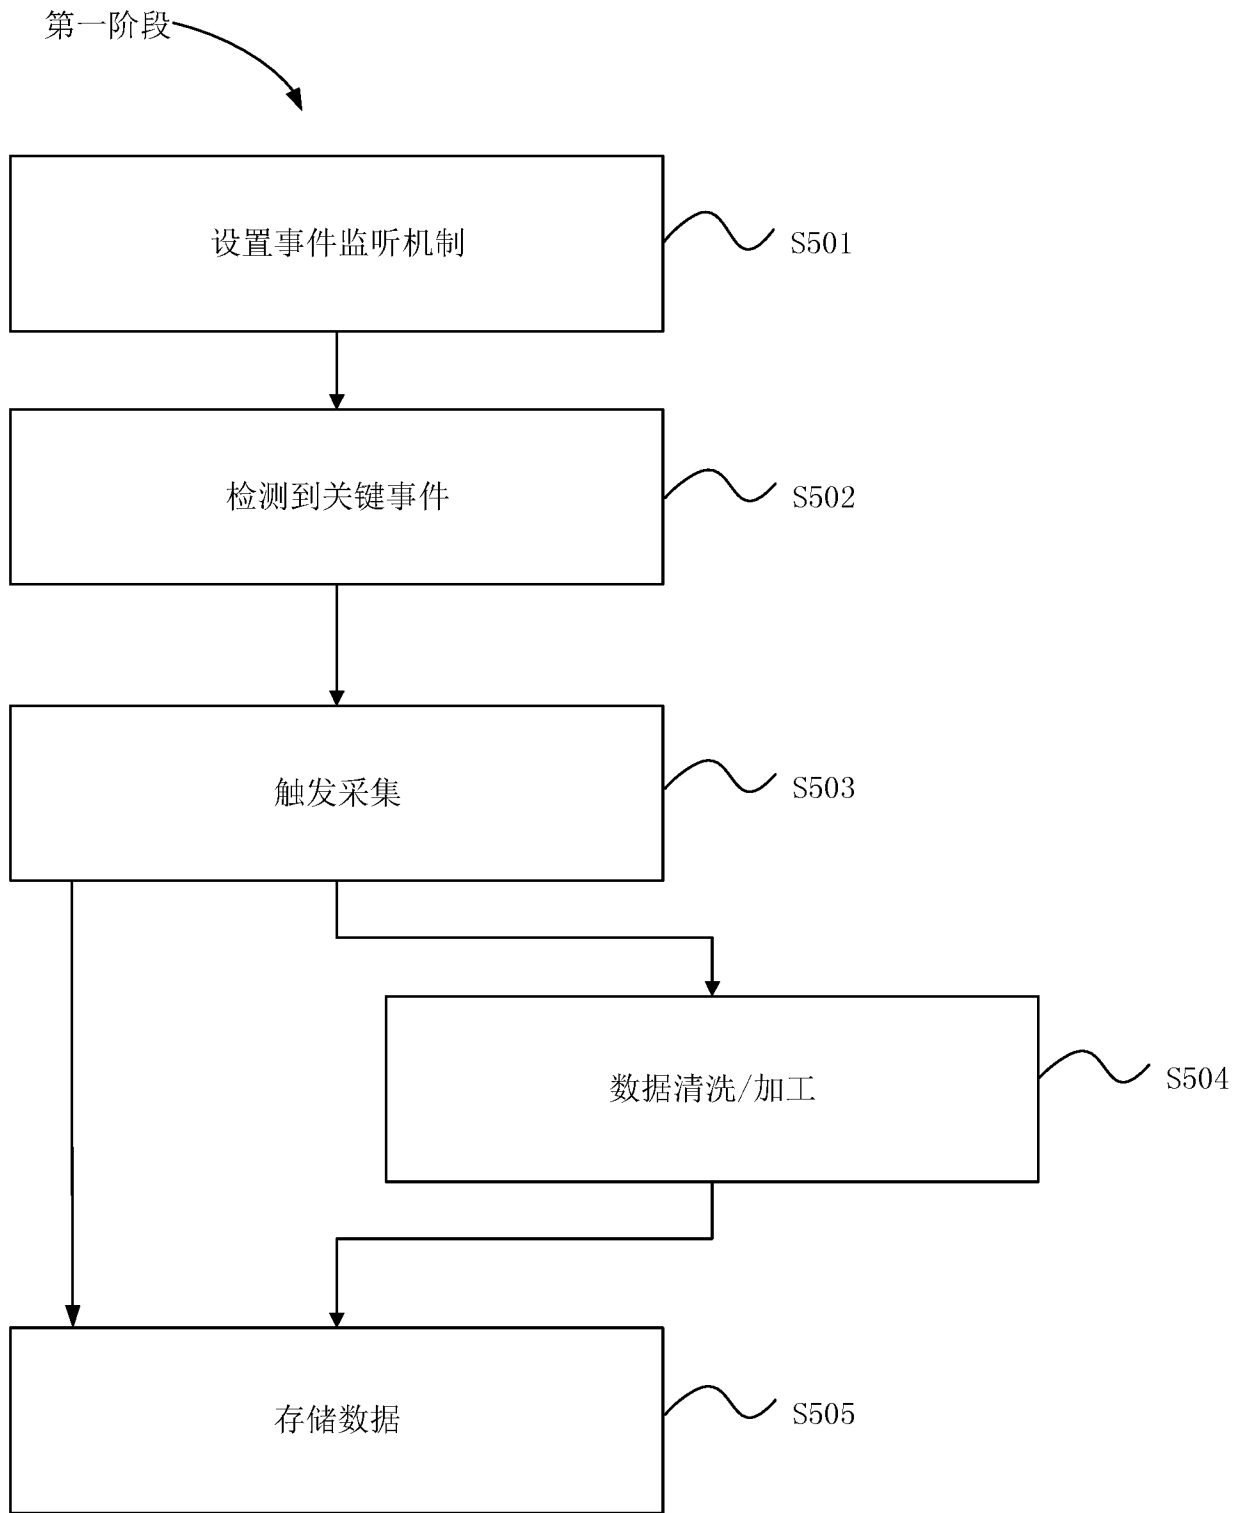 第一阶段
设置事件监听机制
S501
检测到关键事件
S502
触发采集
S503
数据清洗/加工
S504
存储数据
S505